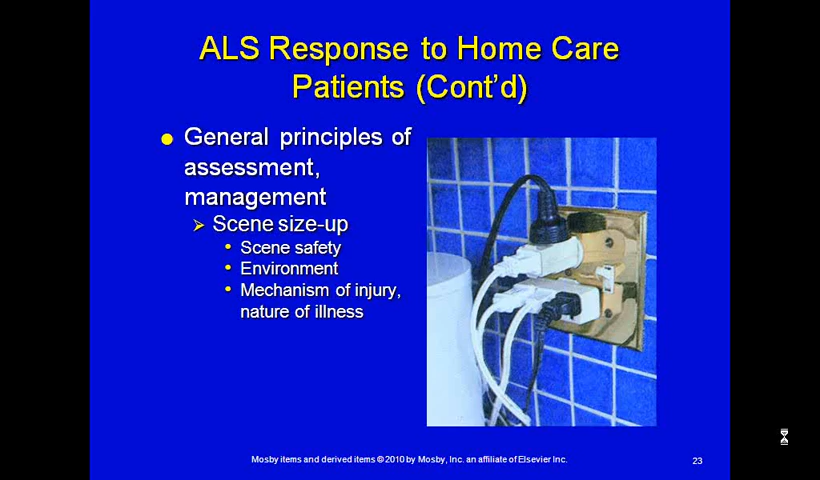 ALS Response to Home Care
Patients (Cont’d)
General principles of
assessment,
management
Scene size-up
Scene safety
Environment
Mechanism of injury,
nature of illness
Mosby items and derived items © 2010 by Mosby, Inc. an affiliate of Elsevier Inc.
23